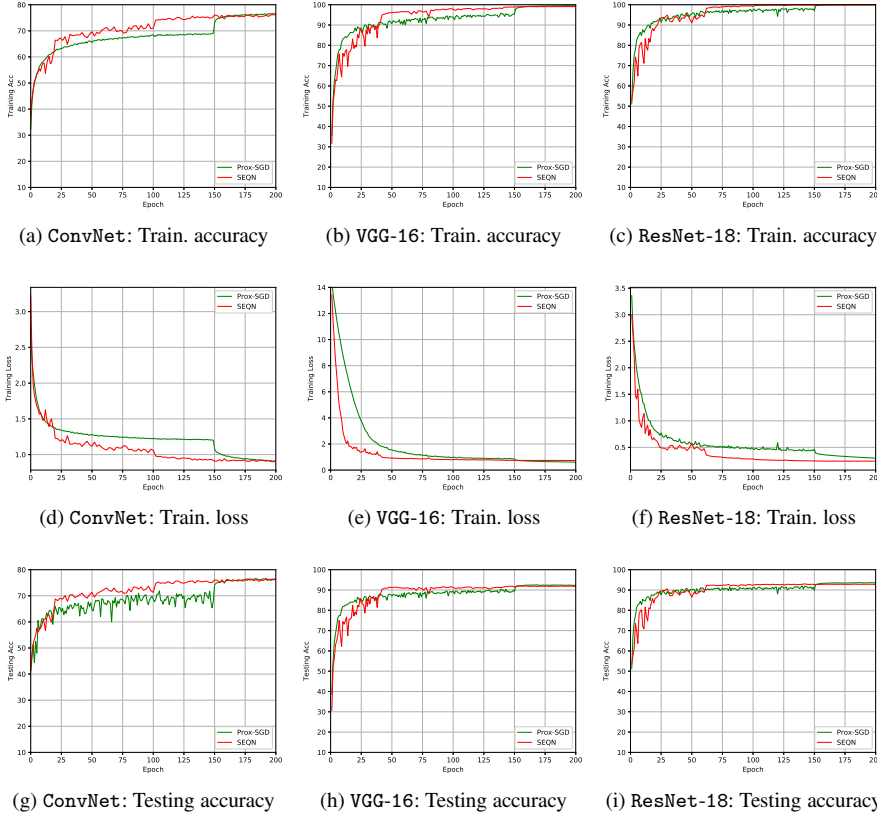 80
70
60
50
40
30
20
10
0 25 50 75 100 125 150 175 200
Training Acc
Epoch
Prox-SGD
SEQN
100
90
80
70
60
50
40
30
20
10
0 25 50 75 100 125 150 175 200
Training Acc
Epoch
Prox-SGD
SEQN
100
90
80
70
60
50
40
30
20
10
0 25 50 75 100 125 150 175 200
Training Acc
Epoch
Prox-SGD
SEQN
(a) ConvNet: Train. accuracy
(b) VGG-16: Train. accuracy
(c) ResNet-18: Train. accuracy
3.0
2.5
2.0
1.5
1.0
0 25 50 75 100 125 150 175 200
Training Loss
Epoch
Prox-SGD
SEQN
14
12
10
8
6
4
2
0
0 25 50 75 100 125 150 175 200
Training Loss
Epoch
Prox-SGD
SEQN
3.5
3.0
2.5
2.0
1.5
1.0
0.5
0 25 50 75 100 125 150 175 200
Training Loss
Epoch
Prox-SGD
SEQN
(d) ConvNet: Train. loss
(e) VGG-16: Train. loss
(f) ResNet-18: Train. loss
80
70
60
50
40
30
20
10
0 25 50 75 100 125 150 175 200
Testing Acc
Epoch
Prox-SGD
SEQN
100
90
80
70
60
50
40
30
20
10
0 25 50 75 100 125 150 175 200
Testing Acc
Epoch
Prox-SGD
SEQN
100
90
80
70
60
50
40
30
20
10
0 25 50 75 100 125 150 175 200
Testing Acc
Epoch
Prox-SGD
SEQN
(g) ConvNet: Testing accuracy
(h) VGG-16: Testing accuracy
(i) ResNet-18: Testing accuracy